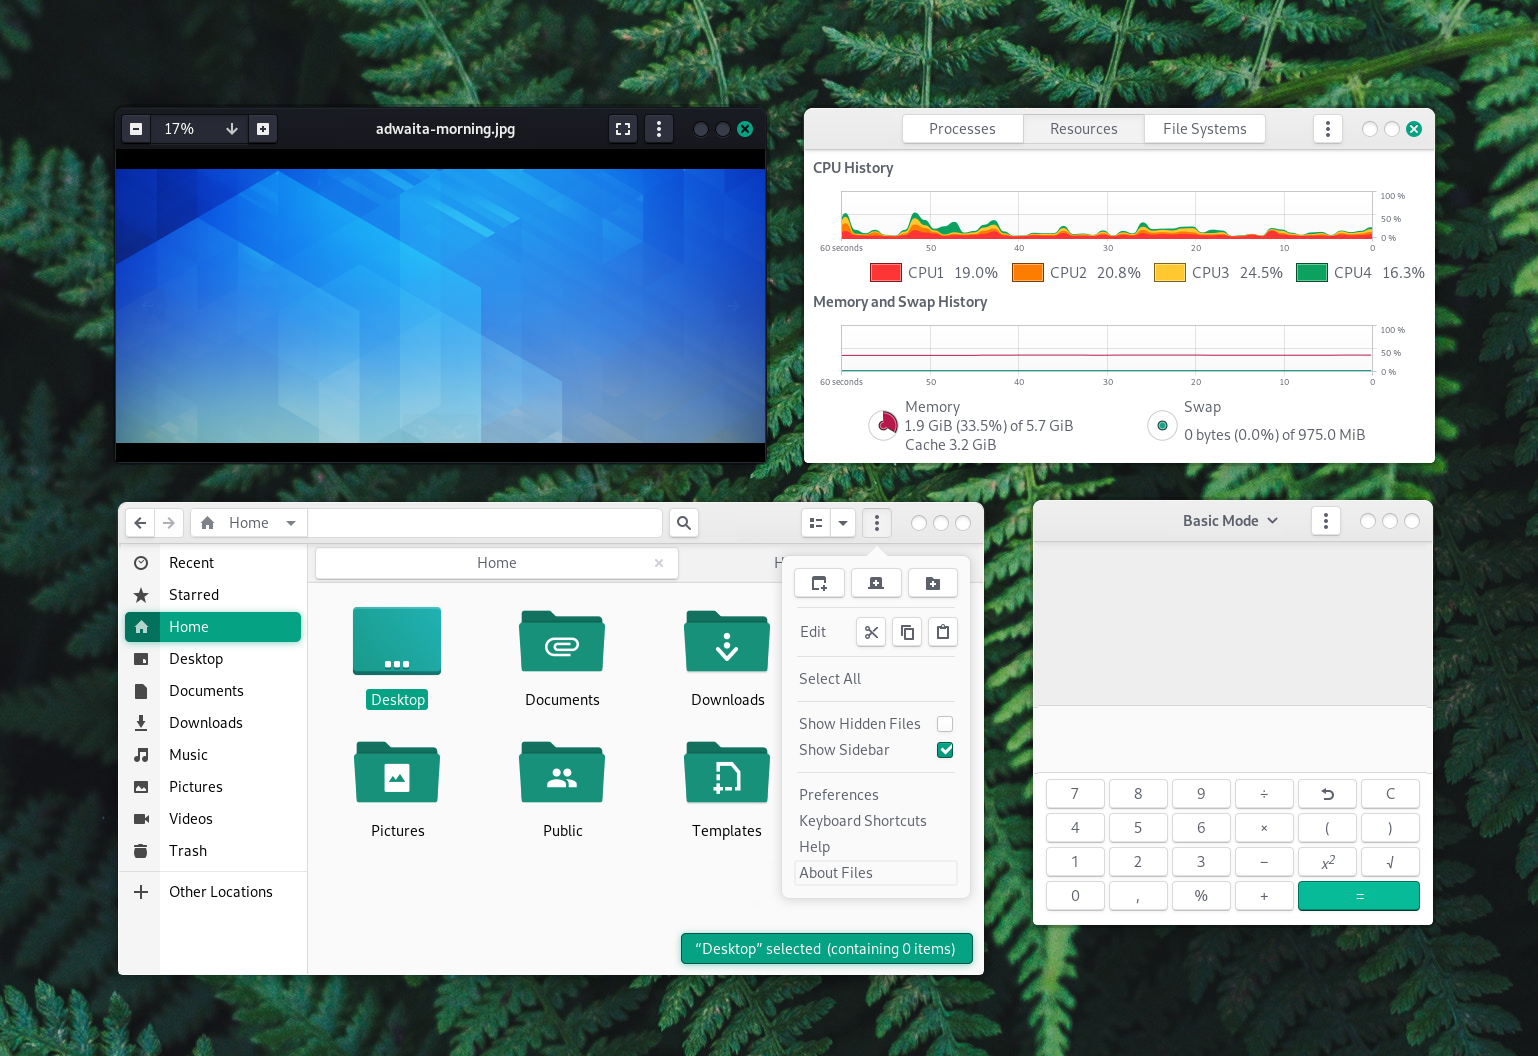 17%
adwaita-morning.jpg
Processes
Resources
File Systems
CPU History
100 %
50 %
0 %
60 seconds
50
40
30
20
10
0
CPU1 19.0%
CPU2 20.8%
CPU3 24.5%
CPU4 16.3%
Memory and Swap History
100 %
50 %
0 %
60 seconds
50
40
30
20
10
0
Memory
1.9 GiB (33.5%) of 5.7 GiB
Cache 3.2 GiB
Swap
0 bytes (0.0%) of 975.0 MiB
Home
Recent
Starred
Home
Desktop
Documents
Downloads
Music
Pictures
Videos
Trash
Other Locations
Home
H
Desktop
Documents
Downloads
Pictures
Public
Templates
Edit
Select All
Show Hidden Files
Show Sidebar
Preferences
Keyboard Shortcuts
Help
About Files
“Desktop” selected (containing 0 items)
Basic Mode
7 8 9 ÷ C
4 5 6 × ( )
1 2 3 − x² √
0 , % + =